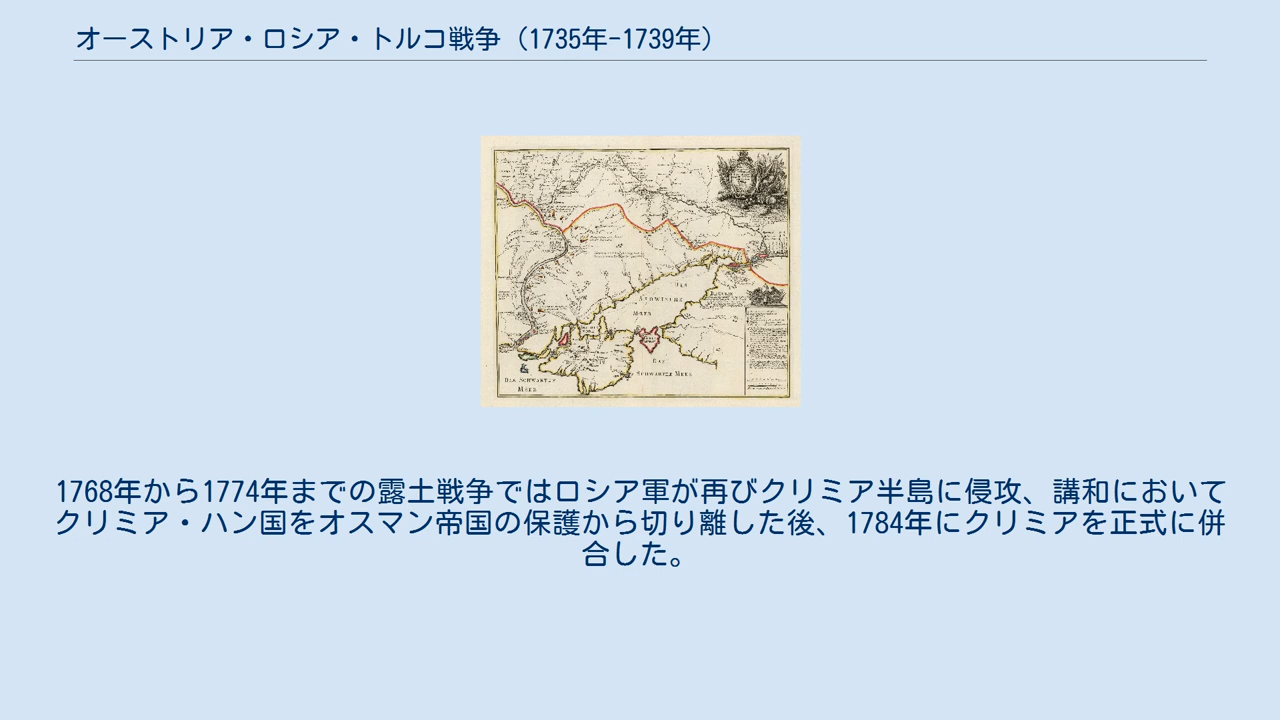 オーストリア・ロシア・トルコ戦争（1735年-1739年）
DAS SCHWARTZE
MEER
1768年から1774年までの露土戦争ではロシア軍が再びクリミア半島に侵攻、講和において
クリミア・ハン国をオスマン帝国の保護から切り離した後、1784年にクリミアを正式に併
合した。